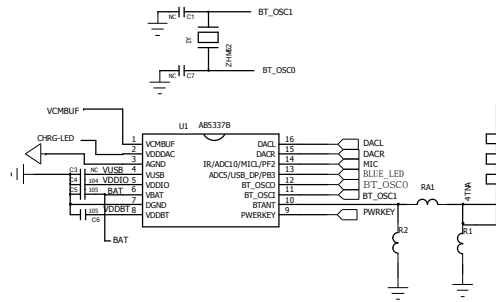 NC C1 BT_OSC1
1Y
ZHM62
NC C7 BT_OSC0
VCMBUF
U1 AB5337B
CHRG-LED
1 VCMBUF DACL 16 DACL
2 VDDDAC DACR 15 DACR
3 AGND IR/ADC10/MICL/PF2 14 MIC
C3 NC VUSB 4 VUSB ADC5/USB_DP/PB3 13 BLUE_LED
C4 104 VDDIO 5 VDDIO BT_OSCO 12 BT_OSCO
C5 105 BAT 6 VBAT BT_OSCI 11 BT_OSC1
7 DGND BTANT 10 RA1
C6 105 VDDBT 8 VDDBT PWRKEY 9 PWRKEY
4TNA
R2 R1
BAT